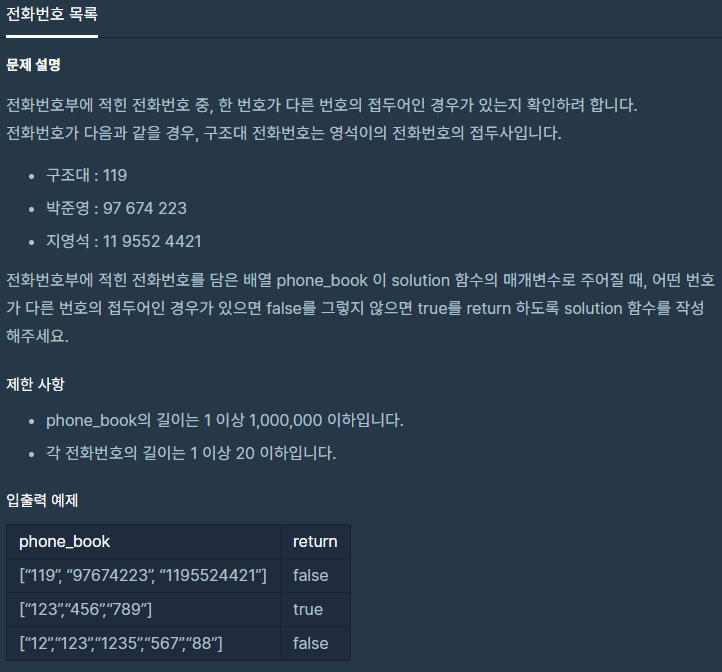 전화번호 목록
문제 설명
전화번호부에 적힌 전화번호 중, 한 번호가 다른 번호의 접두어인 경우가 있는지 확인하려 합니다.
전화번호가 다음과 같을 경우, 구조대 전화번호는 영석이의 전화번호의 접두사입니다.
• 구조대 : 119
• 박준영 : 97 674 223
• 지영석 : 11 9552 4421
전화번호부에 적힌 전화번호를 담은 배열 phone_book 이 solution 함수의 매개변수로 주어질 때, 어떤 번호
가 다른 번호의 접두어인 경우가 있으면 false를 그렇지 않으면 true를 return 하도록 solution 함수를 작성
해주세요.
제한 사항
• phone_book의 길이는 1 이상 1,000,000 이하입니다.
• 각 전화번호의 길이는 1 이상 20 이하입니다.
입출력 예제
phone_book return
[“119”, “97674223”, “1195524421”] false
[“123”,“456”,“789”] true
[“12”,“123”,“1235”,“567”,“88”] false